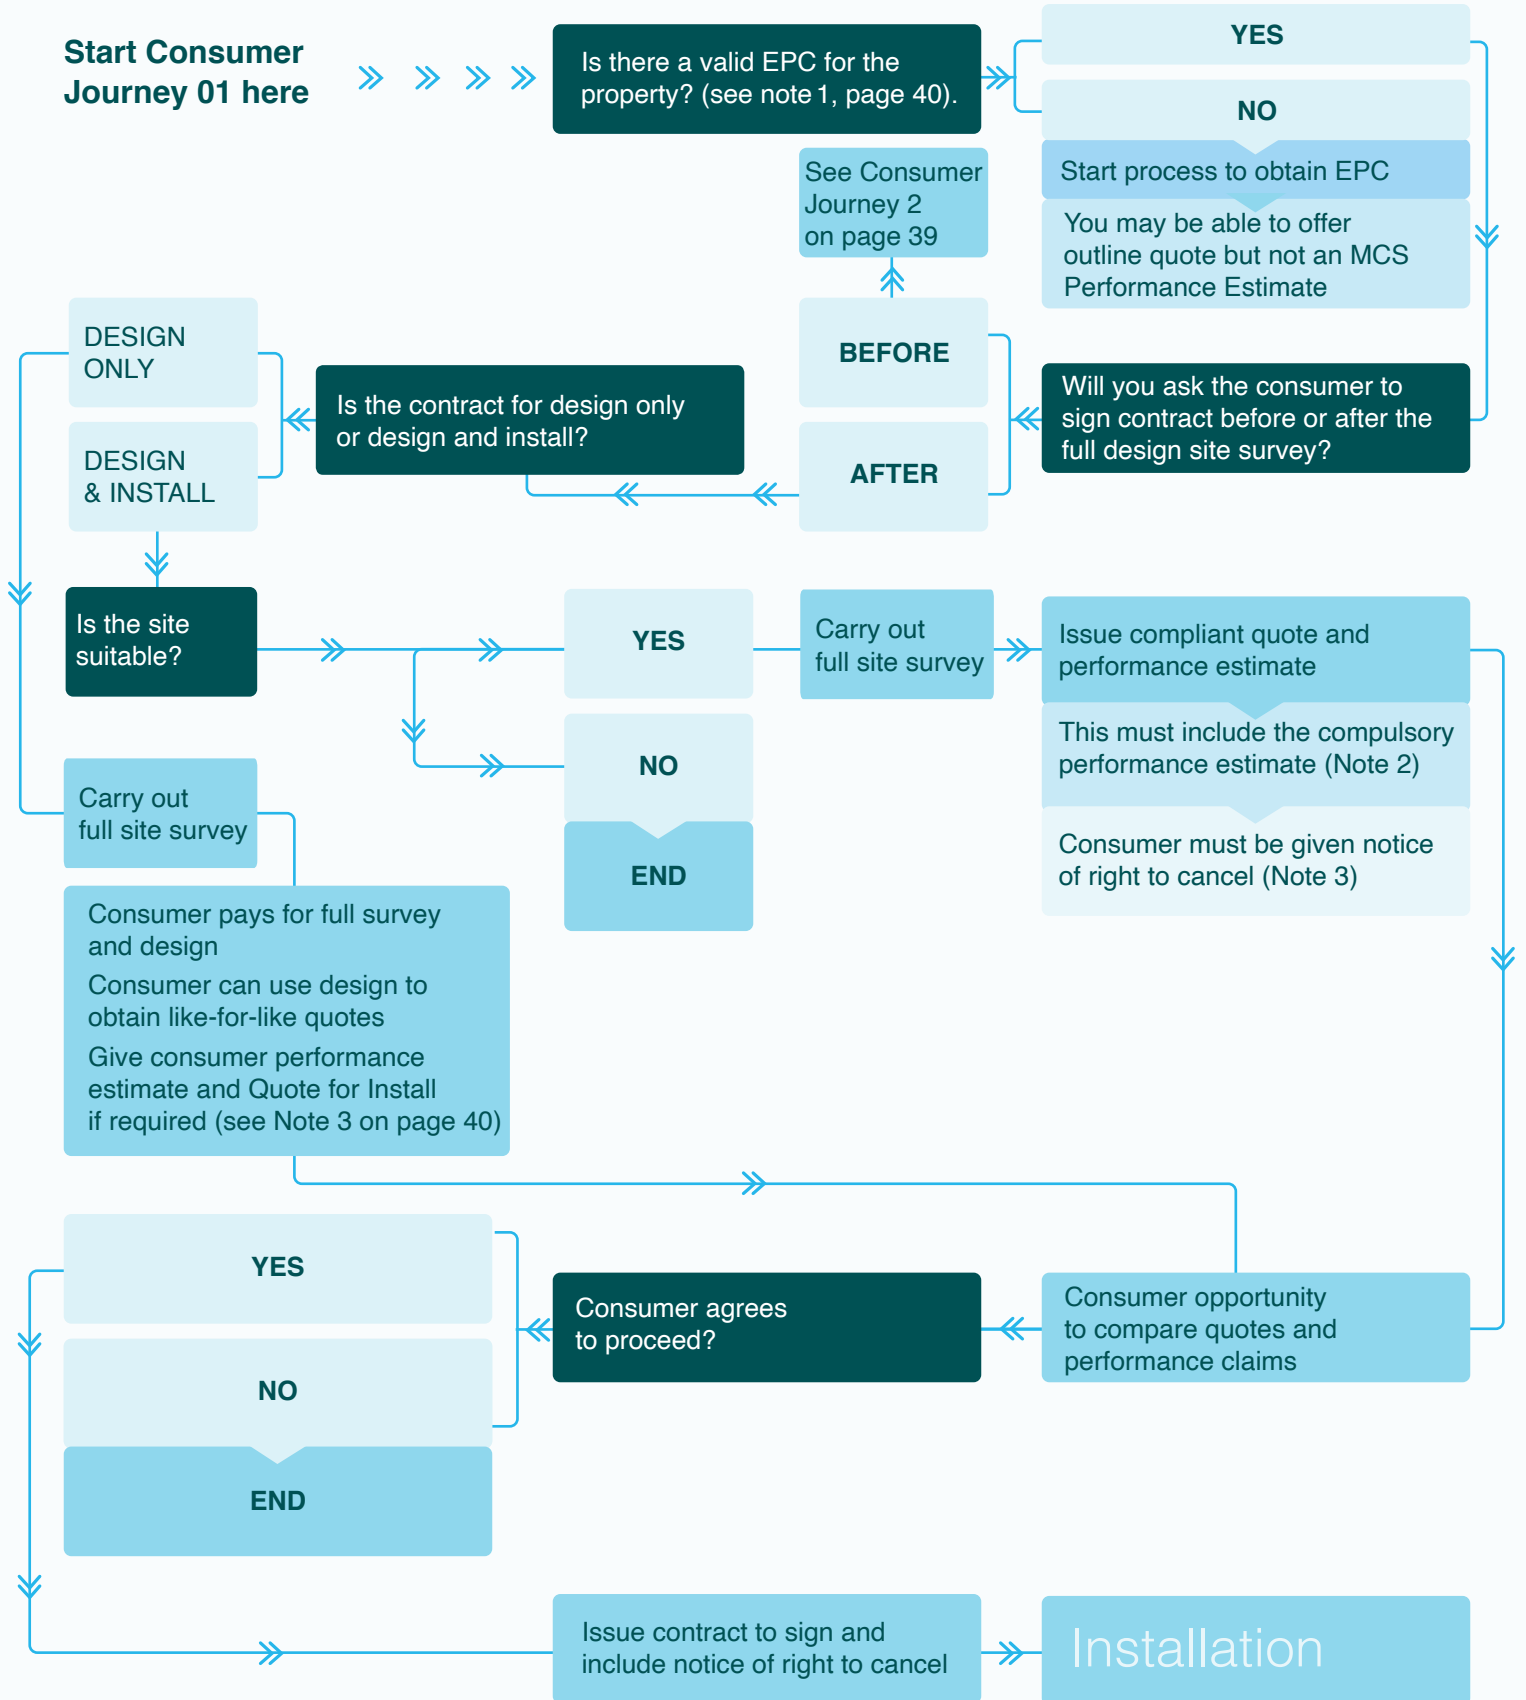 Start Consumer
Journey 01 here
Is there a valid EPC for the
property? (see note 1, page 40).
YES
NO
Start process to obtain EPC
You may be able to offer
outline quote but not an MCS
Performance Estimate
See Consumer
Journey 2
on page 39
BEFORE
AFTER
Will you ask the consumer to
sign contract before or after the
full design site survey?
Is the contract for design only
or design and install?
DESIGN
ONLY
DESIGN
& INSTALL
Is the site
suitable?
YES
NO
END
Carry out
full site survey
Issue compliant quote and
performance estimate
This must include the compulsory
performance estimate (Note 2)
Consumer must be given notice
of right to cancel (Note 3)
Carry out
full site survey
Consumer pays for full survey
and design
Consumer can use design to
obtain like-for-like quotes
Give consumer performance
estimate and Quote for Install
if required (see Note 3 on page 40)
Consumer opportunity
to compare quotes and
performance claims
Consumer agrees
to proceed?
YES
NO
END
Issue contract to sign and
include notice of right to cancel
Installation